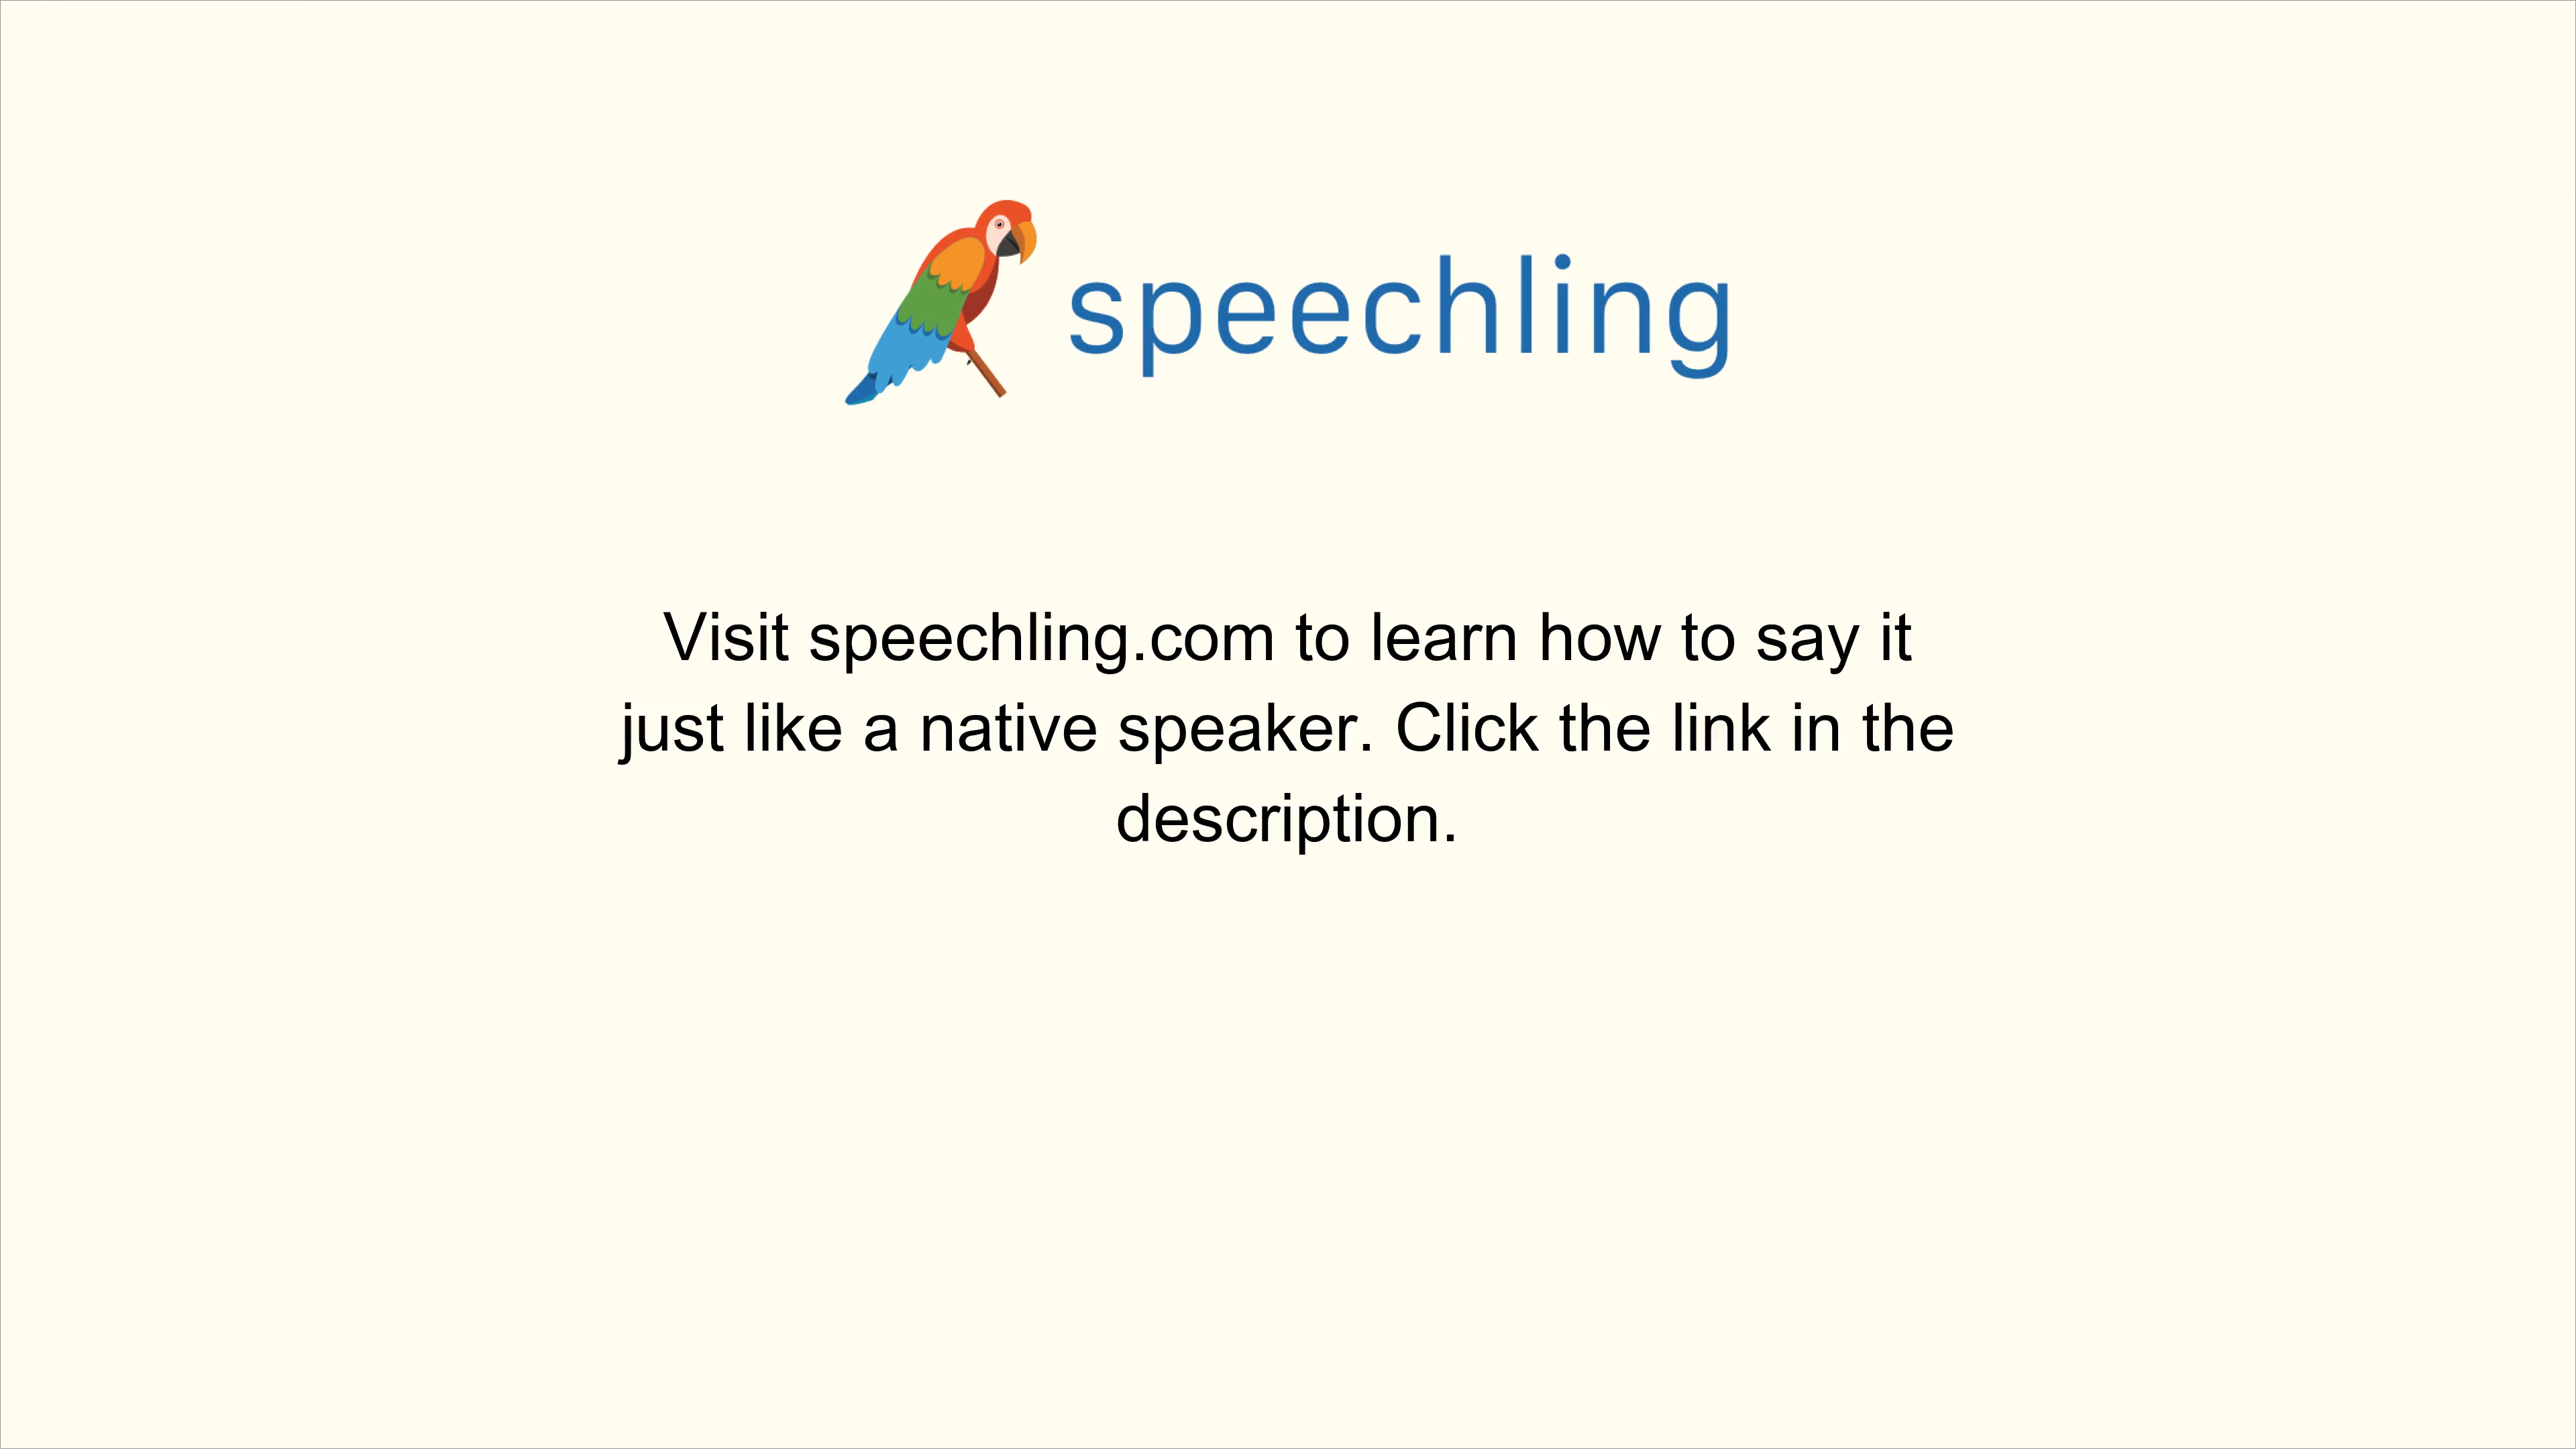 speechling
Visit speechling.com to learn how to say it
just like a native speaker. Click the link in the
description.